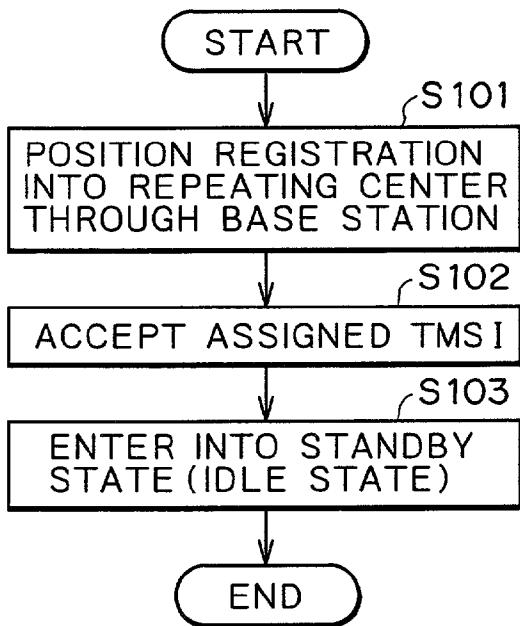 START
S101
POSITION REGISTRATION
INTO REPEATING CENTER
THROUGH BASE STATION
S102
ACCEPT ASSIGNED TMSI
S103
ENTER INTO STANDBY
STATE (IDLE STATE)
END